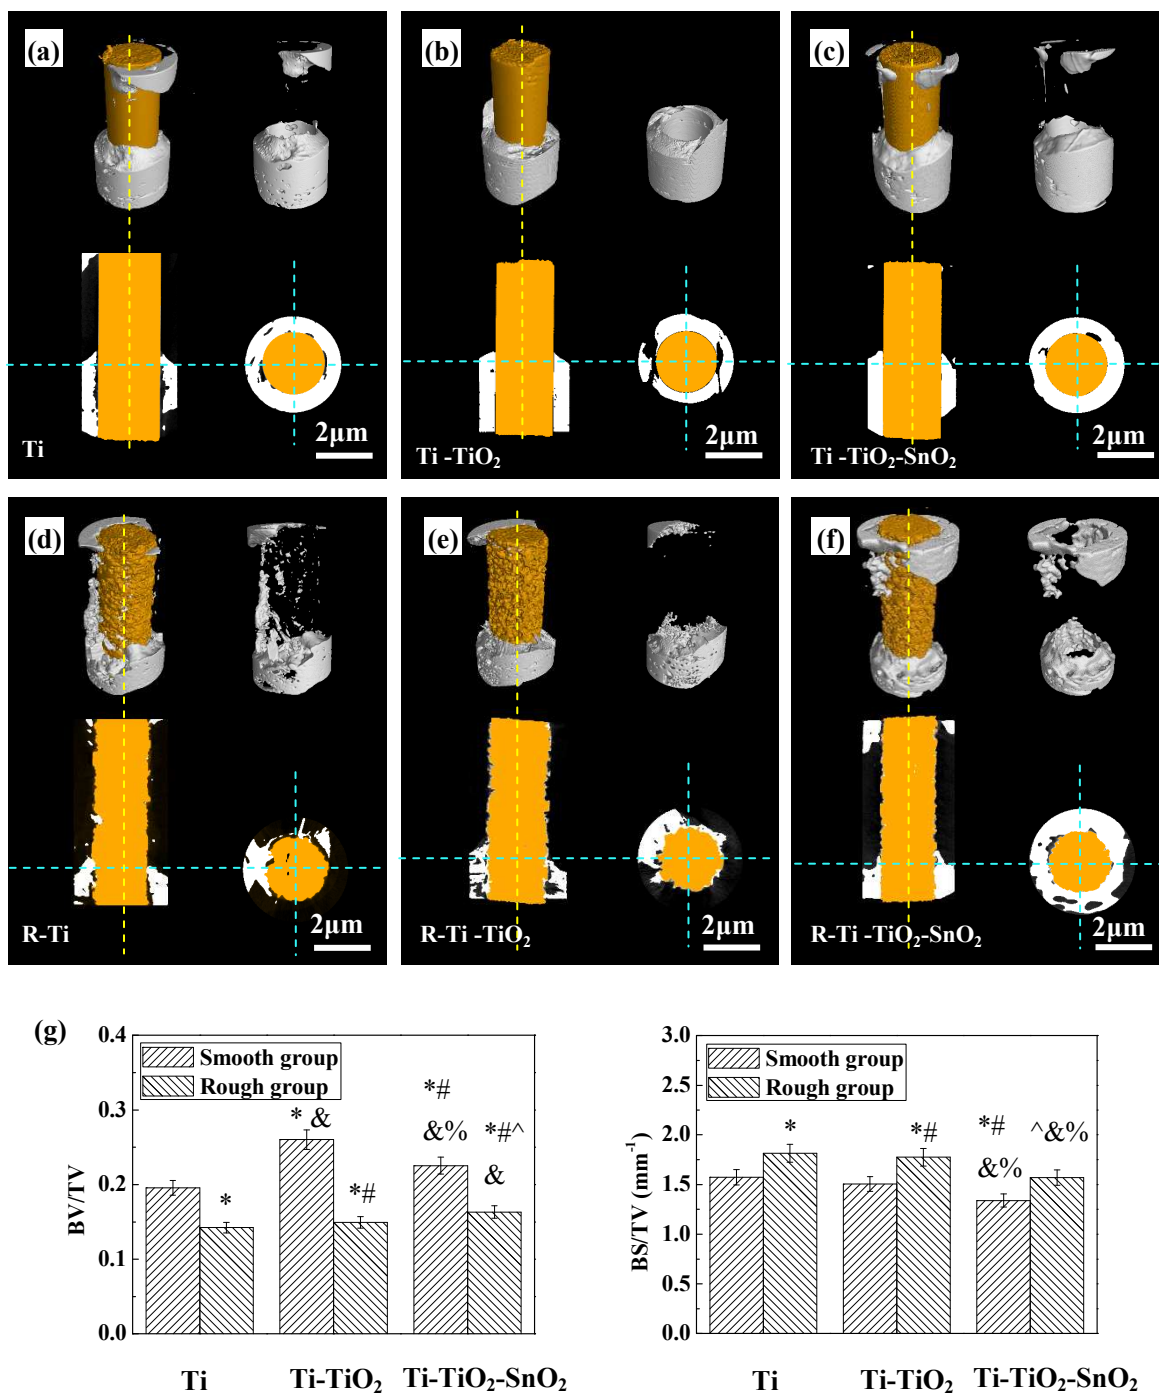 (a)
(b)
(c)
Ti
2μm
Ti -TiO₂
2μm
Ti -TiO₂-SnO₂
2μm
(d)
(e)
(f)
R-Ti
2μm
R-Ti -TiO₂
2μm
R-Ti -TiO₂-SnO₂
2μm
(g)
BV/TV
0.4
0.3
0.2
0.1
0.0
Smooth group
Rough group
*
* &
*#
*#
&%
*#^
&
Ti
Ti-TiO₂
Ti-TiO₂-SnO₂
BS/TV (mm⁻¹)
3.0
2.5
2.0
1.5
1.0
0.5
0.0
Smooth group
Rough group
*
*#
*#
&%
^&%
Ti
Ti-TiO₂
Ti-TiO₂-SnO₂